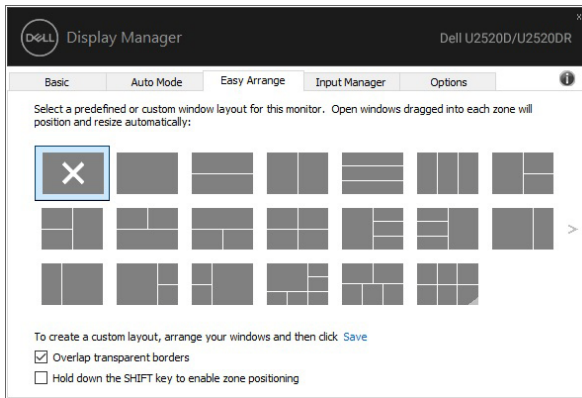 DELL Display Manager Dell U2520D/U2520DR
Basic Auto Mode Easy Arrange Input Manager Options
Select a predefined or custom window layout for this monitor. Open windows dragged into each zone will
position and resize automatically:
To create a custom layout, arrange your windows and then click Save
Overlap transparent borders
Hold down the SHIFT key to enable zone positioning